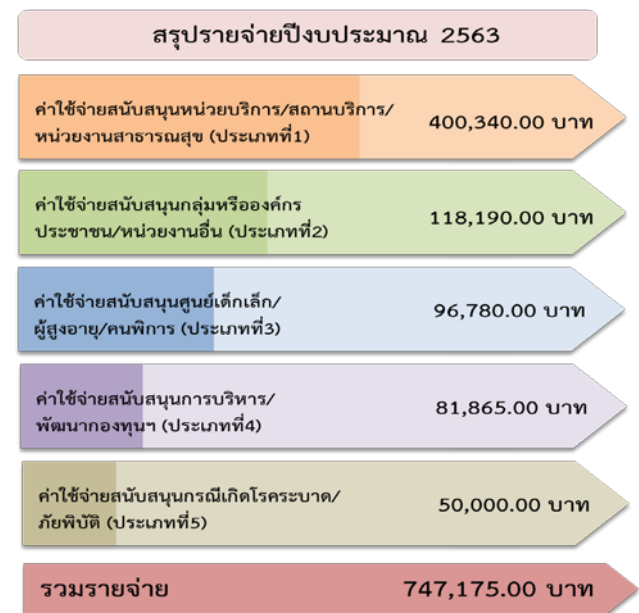 สรุปรายจ่ายปีงบประมาณ 2563
ค่าใช้จ่ายสนับสนุนหน่วยบริการ/สถานบริการ/
หน่วยงานสาธารณสุข (ประเภทที่1)
400,340.00 บาท
ค่าใช้จ่ายสนับสนุนกลุ่มหรือองค์กร
ประชาชน/หน่วยงานอื่น (ประเภทที่2)
118,190.00 บาท
ค่าใช้จ่ายสนับสนุนศูนย์เด็กเล็ก/
ผู้สูงอายุ/คนพิการ (ประเภทที่3)
96,780.00 บาท
ค่าใช้จ่ายสนับสนุนการบริหาร/
พัฒนากองทุนฯ (ประเภทที่4)
81,865.00 บาท
ค่าใช้จ่ายสนับสนุนกรณีเกิดโรคระบาด/
ภัยพิบัติ (ประเภทที่5)
50,000.00 บาท
รวมรายจ่าย
747,175.00 บาท